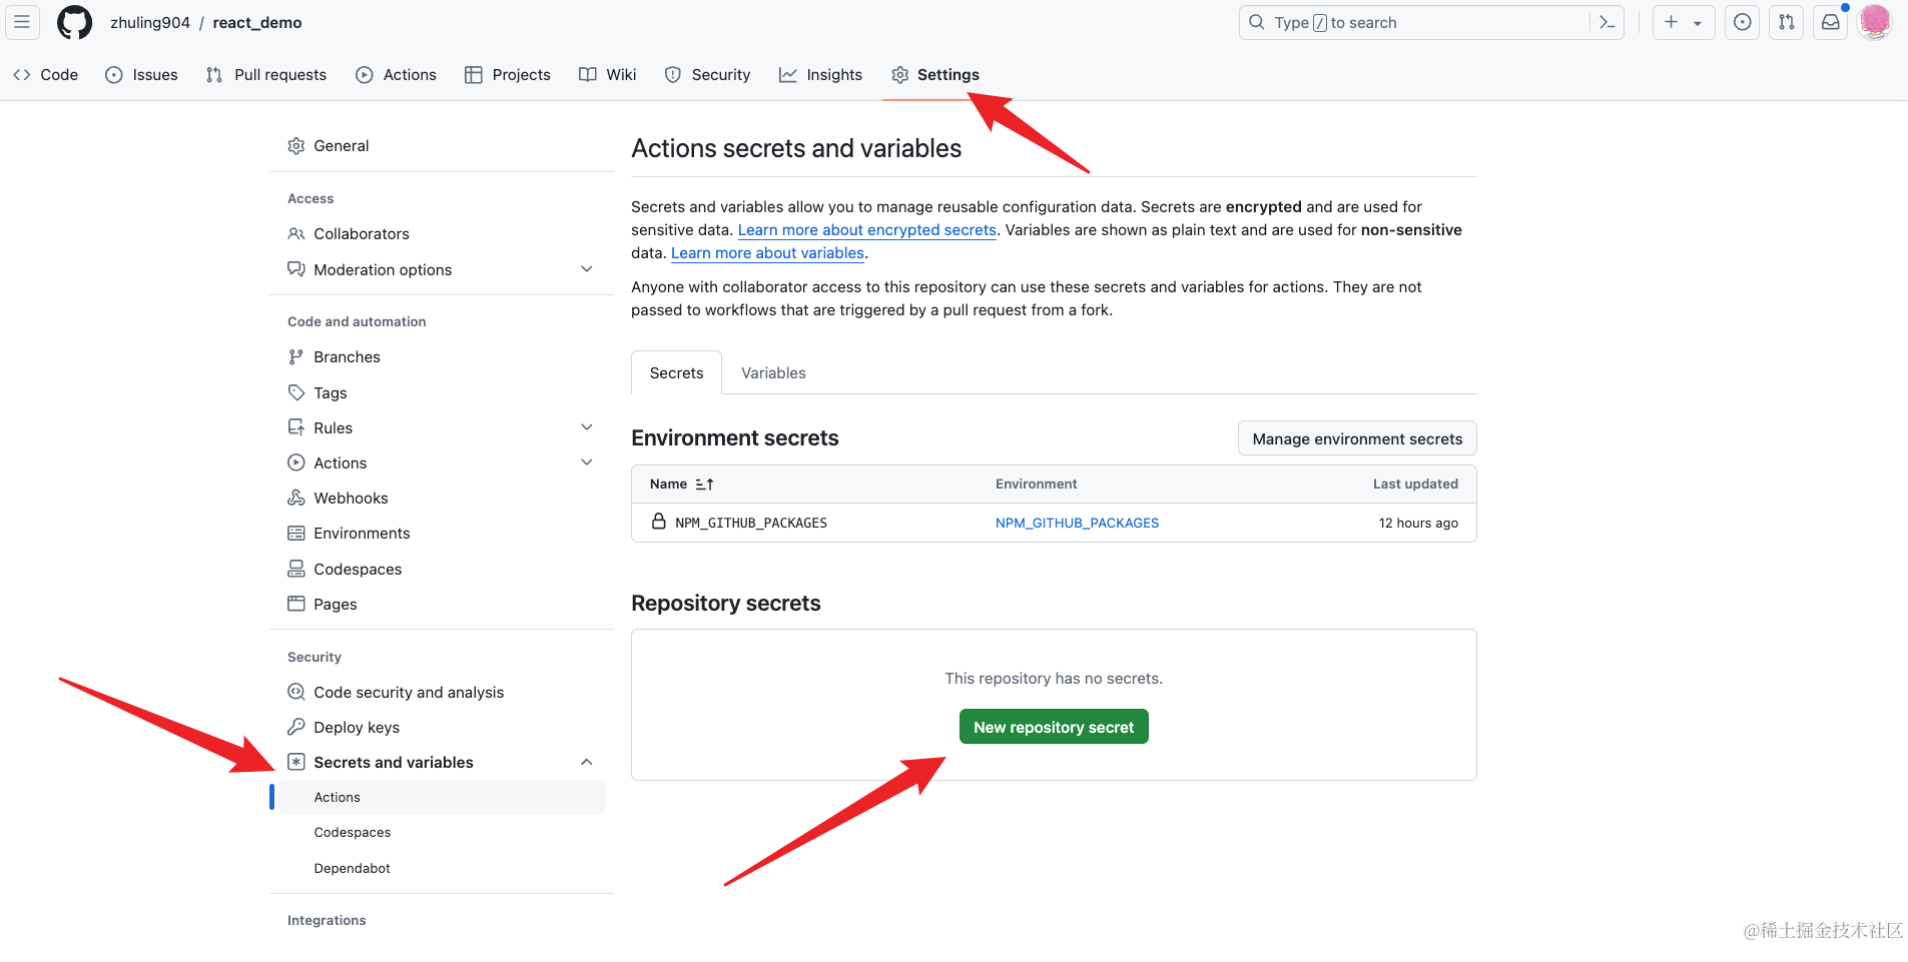 zhuling904 / react_demo
Type / to search
Code Issues Pull requests Actions Projects Wiki Security Insights Settings
General
Access
Collaborators
Moderation options
Code and automation
Branches
Tags
Rules
Actions
Webhooks
Environments
Codespaces
Pages
Security
Code security and analysis
Deploy keys
Secrets and variables
Actions
Codespaces
Dependabot
Integrations
Actions secrets and variables
Secrets and variables allow you to manage reusable configuration data. Secrets are encrypted and are used for
sensitive data. Learn more about encrypted secrets. Variables are shown as plain text and are used for non-sensitive
data. Learn more about variables.
Anyone with collaborator access to this repository can use these secrets and variables for actions. They are not
passed to workflows that are triggered by a pull request from a fork.
Secrets Variables
Environment secrets
Manage environment secrets
Name Environment Last updated
NPM_GITHUB_PACKAGES NPM_GITHUB_PACKAGES 12 hours ago
Repository secrets
This repository has no secrets.
New repository secret
@稀土掘金技术社区